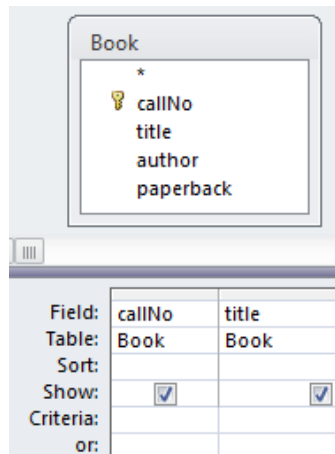 Book
*
callNo
title
author
paperback
Field: callNo title
Table: Book Book
Sort:
Show:
Criteria:
or: